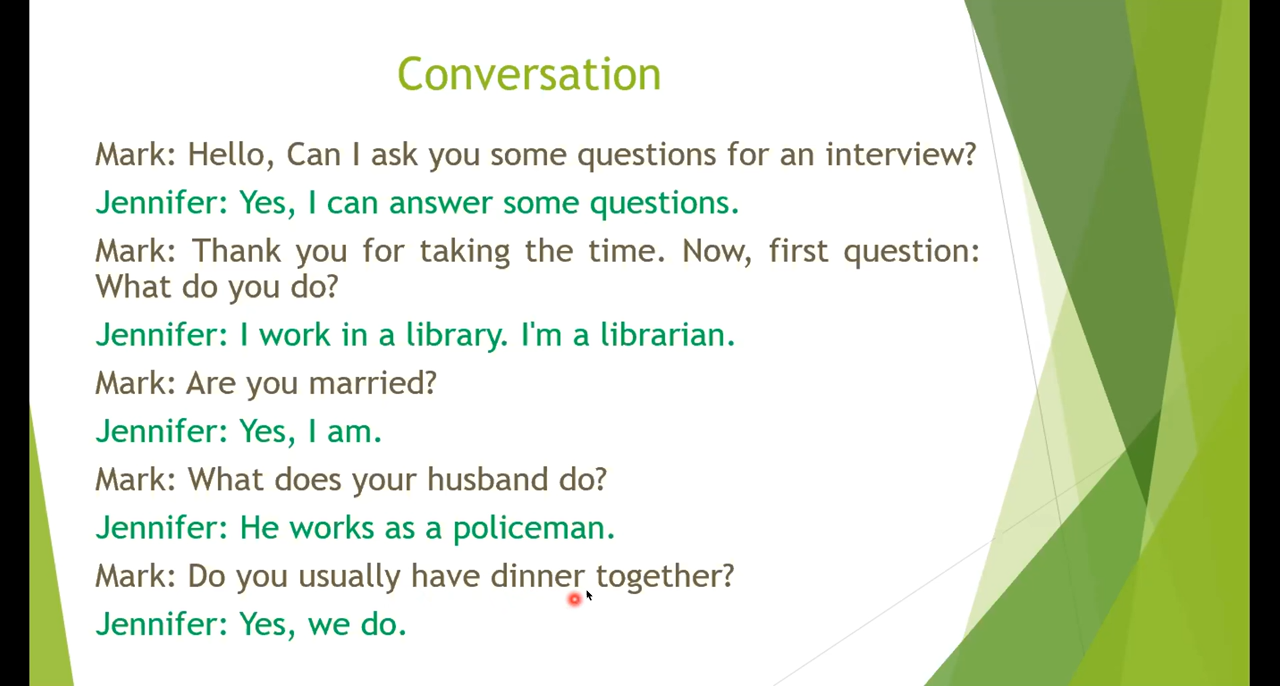 Conversation
Mark: Hello, Can I ask you some questions for an interview?
Jennifer: Yes, I can answer some questions.
Mark: Thank you for taking the time. Now, first question:
What do you do?
Jennifer: I work in a library. I'm a librarian.
Mark: Are you married?
Jennifer: Yes, I am.
Mark: What does your husband do?
Jennifer: He works as a policeman.
Mark: Do you usually have dinner together?
Jennifer: Yes, we do.